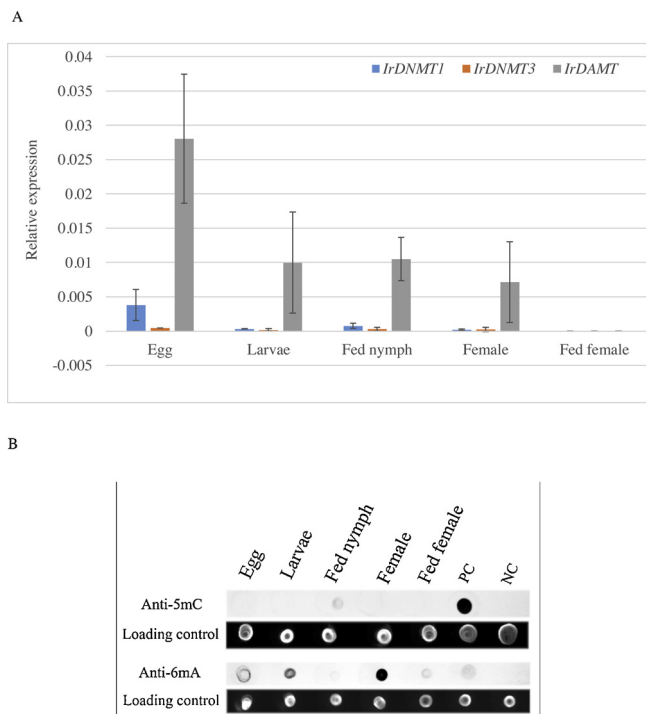 A
0.04
IrDNMT1 IrDNMT3 IrDAMT
0.035
0.03
0.025
0.02
0.015
0.01
0.005
0
-0.005
Relative expression
Egg Larvae Fed nymph Female Fed female
B
Egg Larvae Fed nymph Female Fed female PC NC
Anti-5mC
Loading control
Anti-6mA
Loading control